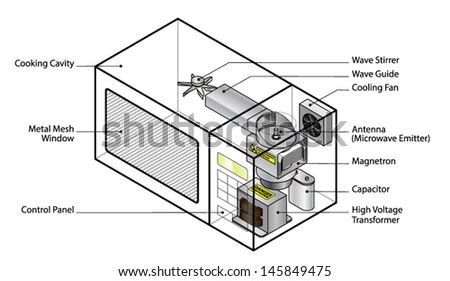 Cooking Cavity
Metal Mesh
Window
Control Panel
Wave Stirrer
Wave Guide
Cooling Fan
Antenna
(Microwave Emitter)
Magnetron
Capacitor
High Voltage
Transformer
shutterstock
www.shutterstock.com · 145849475